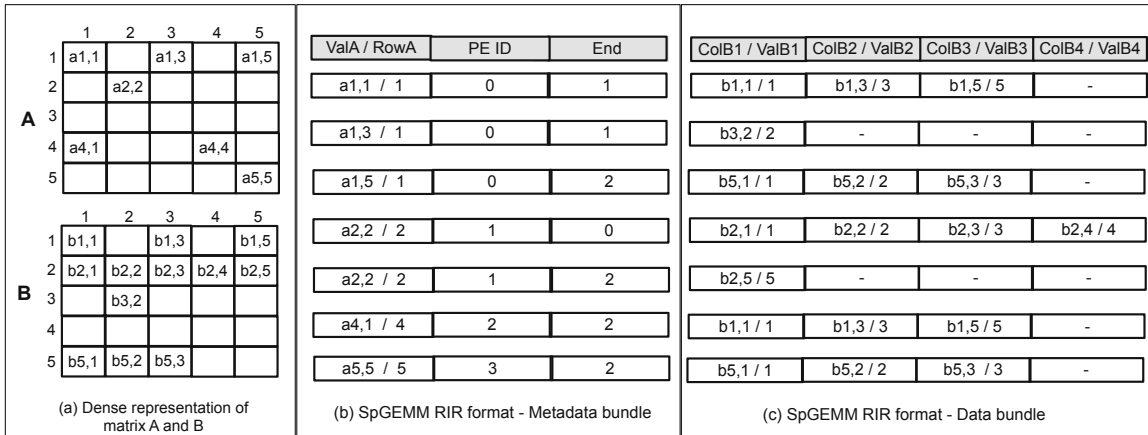 1 2 3 4 5
1 a1,1 a1,3 a1,5
2 a2,2
A 3
4 a4,1 a4,4
5 a5,5
1 2 3 4 5
1 b1,1 b1,3 b1,5
2 b2,1 b2,2 b2,3 b2,4 b2,5
B 3 b3,2
4
5 b5,1 b5,2 b5,3
(a) Dense representation of
matrix A and B
ValA / RowA PE ID End
a1,1 / 1 0 1
a1,3 / 1 0 1
a1,5 / 1 0 2
a2,2 / 2 1 0
a2,2 / 2 1 2
a4,1 / 4 2 2
a5,5 / 5 3 2
(b) SpGEMM RIR format - Metadata bundle
ColB1 / ValB1 ColB2 / ValB2 ColB3 / ValB3 ColB4 / ValB4
b1,1 / 1 b1,3 / 3 b1,5 / 5 -
b3,2 / 2 - - -
b5,1 / 1 b5,2 / 2 b5,3 / 3 -
b2,1 / 1 b2,2 / 2 b2,3 / 3 b2,4 / 4
b2,5 / 5 - - -
b1,1 / 1 b1,3 / 3 b1,5 / 5 -
b5,1 / 1 b5,2 / 2 b5,3 / 3 -
(c) SpGEMM RIR format - Data bundle